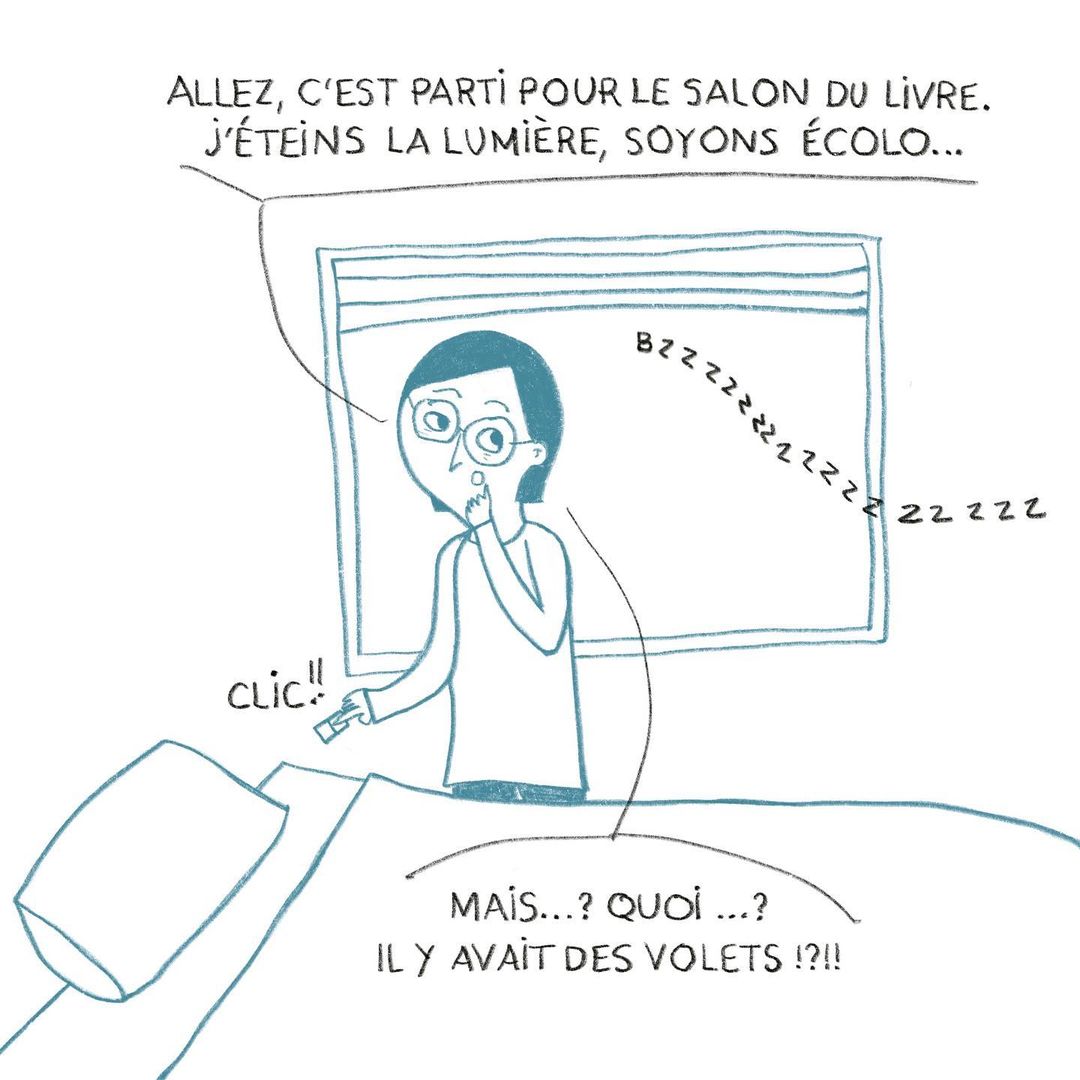 ALLEZ, C'EST PARTI POUR LE SALON DU LIVRE.
J'ÉTEINS LA LUMIÈRE, SOYONS ÉCOLO...
BZZZZZZZZZZZZZZZZZZZZ
CLIC!!
MAIS...? QUOI ...?
IL Y AVAIT DES VOLETS !?!!